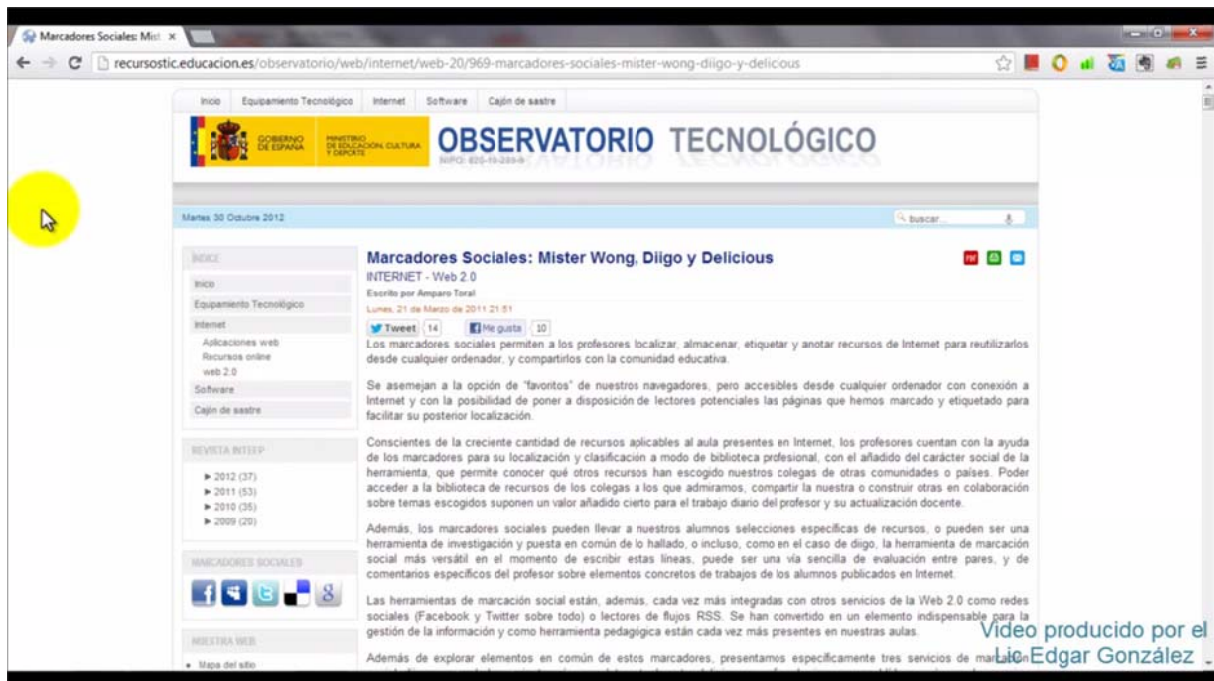 Marcadores Sociales: Mist
recursostic.educacion.es/observatorio/web/internet/web-20/969-marcadores-sociales-mister-wong-diigo-y-delicous
Inicio Equipamiento Tecnológico Internet Software Cajón de sastre
GOBIERNO DE ESPAÑA
MINISTERIO DE EDUCACIÓN, CULTURA Y DEPORTE
OBSERVATORIO TECNOLÓGICO
NIPO:
Martes 30 Octubre 2012
buscar...
ÍNDICE
Inicio
Equipamiento Tecnológico
Internet
Aplicaciones web
Recursos online
web 2.0
Software
Cajón de sastre
REVISTA INTEFP
2012 (37)
2011 (53)
2010 (35)
2009 (20)
MARCADORES SOCIALES
NUESTRA WEB
Mapa del sitio
Marcadores Sociales: Mister Wong, Diigo y Delicious
INTERNET - Web 2.0
Escrito por Amparo Toral
Lunes, 21 de Marzo de 2011 21:51
Tweet 14 Me gusta 10
Los marcadores sociales permiten a los profesores localizar, almacenar, etiquetar y anotar recursos de Internet para reutilizarlos
desde cualquier ordenador, y compartirlos con la comunidad educativa.
Se asemejan a la opción de "favoritos" de nuestros navegadores, pero accesibles desde cualquier ordenador con conexión a
Internet y con la posibilidad de poner a disposición de lectores potenciales las páginas que hemos marcado y etiquetado para
facilitar su posterior localización.
Conscientes de la creciente cantidad de recursos aplicables al aula presentes en Internet, los profesores cuentan con la ayuda
de los marcadores para su localización y clasificación a modo de biblioteca profesional, con el añadido del carácter social de la
herramienta, que permite conocer qué otros recursos han escogido nuestros colegas de otras comunidades o países. Poder
acceder a la biblioteca de recursos de los colegas a los que admiramos, compartir la nuestra o construir otras en colaboración
sobre temas escogidos suponen un valor añadido cierto para el trabajo diario del profesor y su actualización docente.
Además, los marcadores sociales pueden llevar a nuestros alumnos selecciones específicas de recursos, o pueden ser una
herramienta de investigación y puesta en común de lo hallado, o incluso, como en el caso de diigo, la herramienta de marcación
social más versátil en el momento de escribir estas líneas, puede ser una vía sencilla de evaluación entre pares, y de
comentarios específicos del profesor sobre elementos concretos de trabajos de los alumnos publicados en Internet.
Las herramientas de marcación social están, además, cada vez más integradas con otros servicios de la Web 2.0 como redes
sociales (Facebook y Twitter sobre todo) o lectores de flujos RSS. Se han convertido en un elemento indispensable para la
gestión de la información y como herramienta pedagogica están cada vez más presentes en nuestras aulas.
Además de explorar elementos en común de estos marcadores, presentamos específicamente tres servicios de marcación
Video producido por el
Lic Edgar González